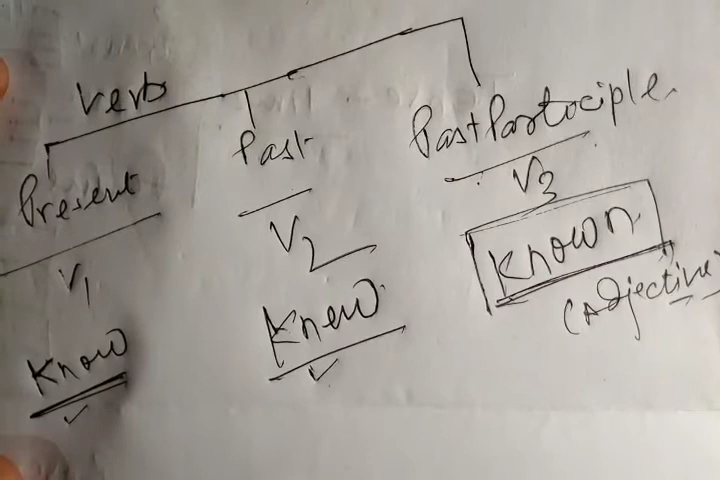 Verb
Present
Past
Past Partociple
V1
V2
V3
Know
Knew
Known
(Adjective)